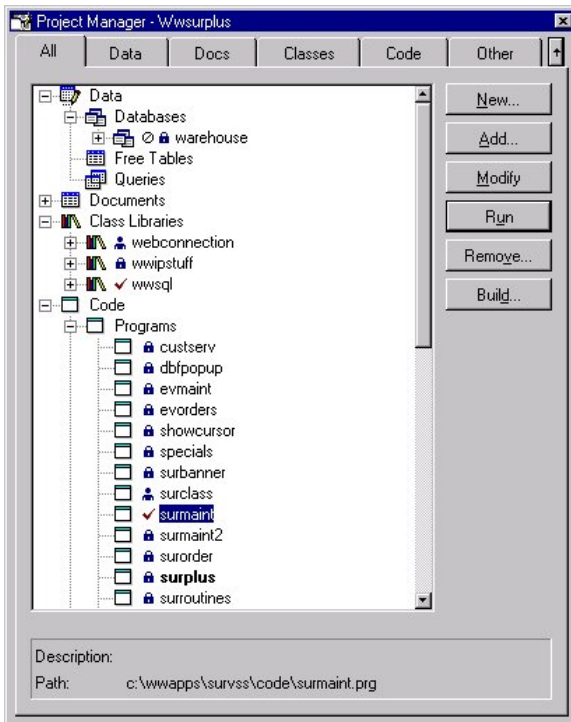 Project Manager - Wwsurplus
All Data Docs Classes Code Other
Data
Databases
warehouse
Free Tables
Queries
Documents
Class Libraries
webconnection
wwipstuff
wwsql
Code
Programs
custserv
dbfpopup
evmaint
evorders
showcursor
specials
surbanner
surclass
surmaint
surmaint2
surorder
surplus
surroutines
New...
Add...
Modify
Run
Remove...
Build...
Description:
Path: c:\wwapps\survss\code\surmaint.prg